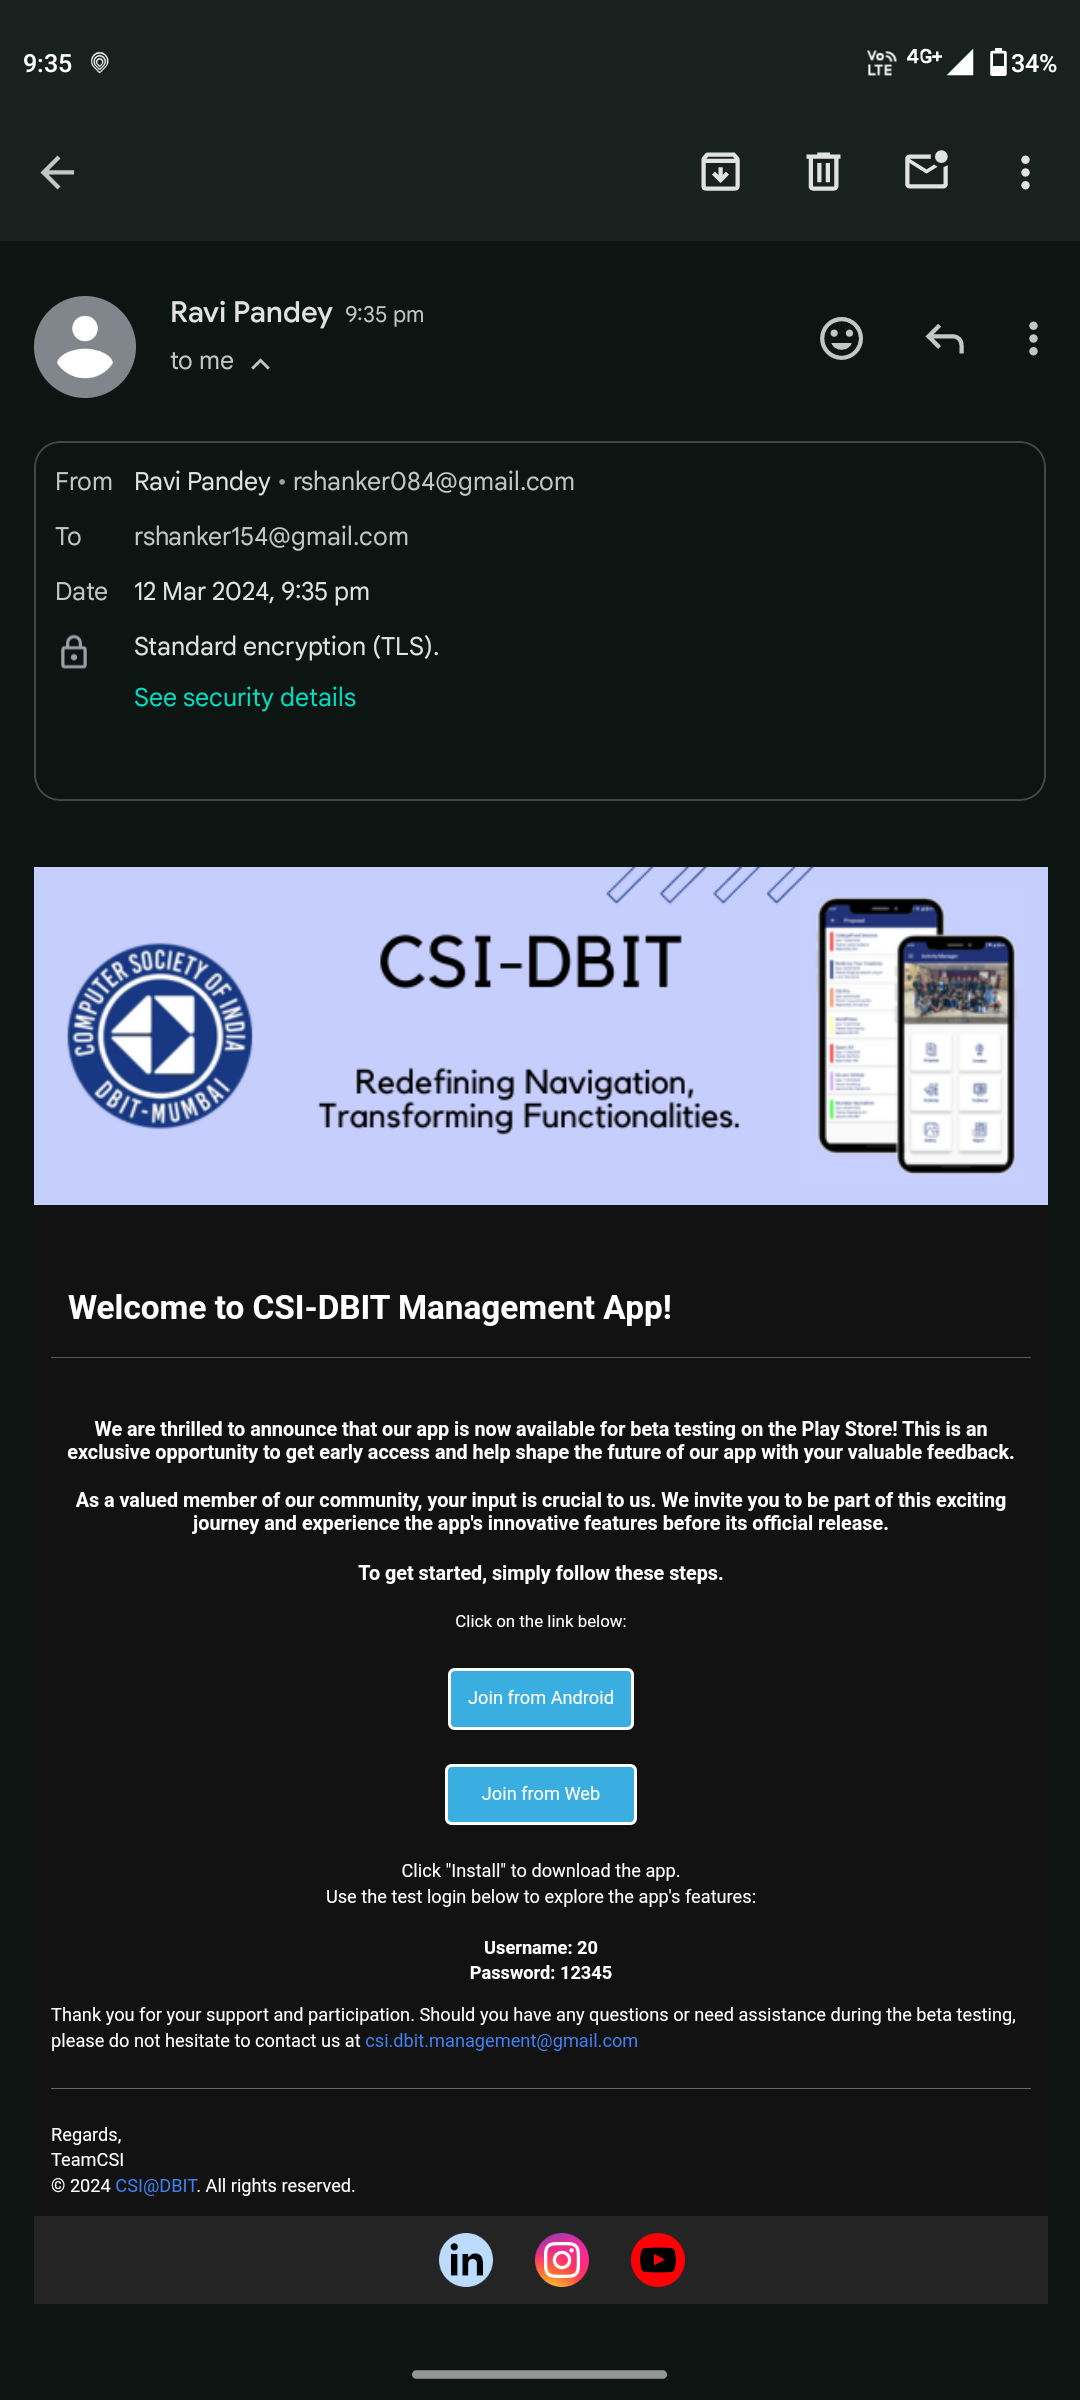 9:35
Vo LTE 4G+ 34%
Ravi Pandey 9:35 pm
to me
From Ravi Pandey • rshanker084@gmail.com
To rshanker154@gmail.com
Date 12 Mar 2024, 9:35 pm
Standard encryption (TLS).
See security details
COMPUTER SOCIETY OF INDIA
DBIT-MUMBAI
CSI-DBIT
Redefining Navigation,
Transforming Functionalities.
Proposal
Activity Manager
Welcome to CSI-DBIT Management App!
We are thrilled to announce that our app is now available for beta testing on the Play Store! This is an
exclusive opportunity to get early access and help shape the future of our app with your valuable feedback.
As a valued member of our community, your input is crucial to us. We invite you to be part of this exciting
journey and experience the app's innovative features before its official release.
To get started, simply follow these steps.
Click on the link below:
Join from Android
Join from Web
Click "Install" to download the app.
Use the test login below to explore the app's features:
Username: 20
Password: 12345
Thank you for your support and participation. Should you have any questions or need assistance during the beta testing,
please do not hesitate to contact us at csi.dbit.management@gmail.com
Regards,
TeamCSI
© 2024 CSI@DBIT. All rights reserved.
in